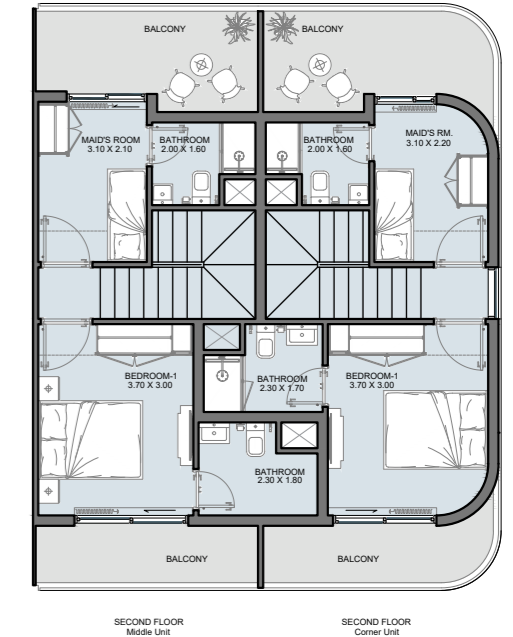 BALCONY
BALCONY
MAID'S ROOM
3.10 X 2.10
BATHROOM
2.00 X 1.60
BATHROOM
2.00 X 1.60
MAID'S RM.
3.10 X 2.20
BEDROOM-1
3.70 X 3.00
BATHROOM
2.30 X 1.70
BEDROOM-1
3.70 X 3.00
BATHROOM
2.30 X 1.80
BALCONY
BALCONY
SECOND FLOOR
Middle Unit
SECOND FLOOR
Corner Unit